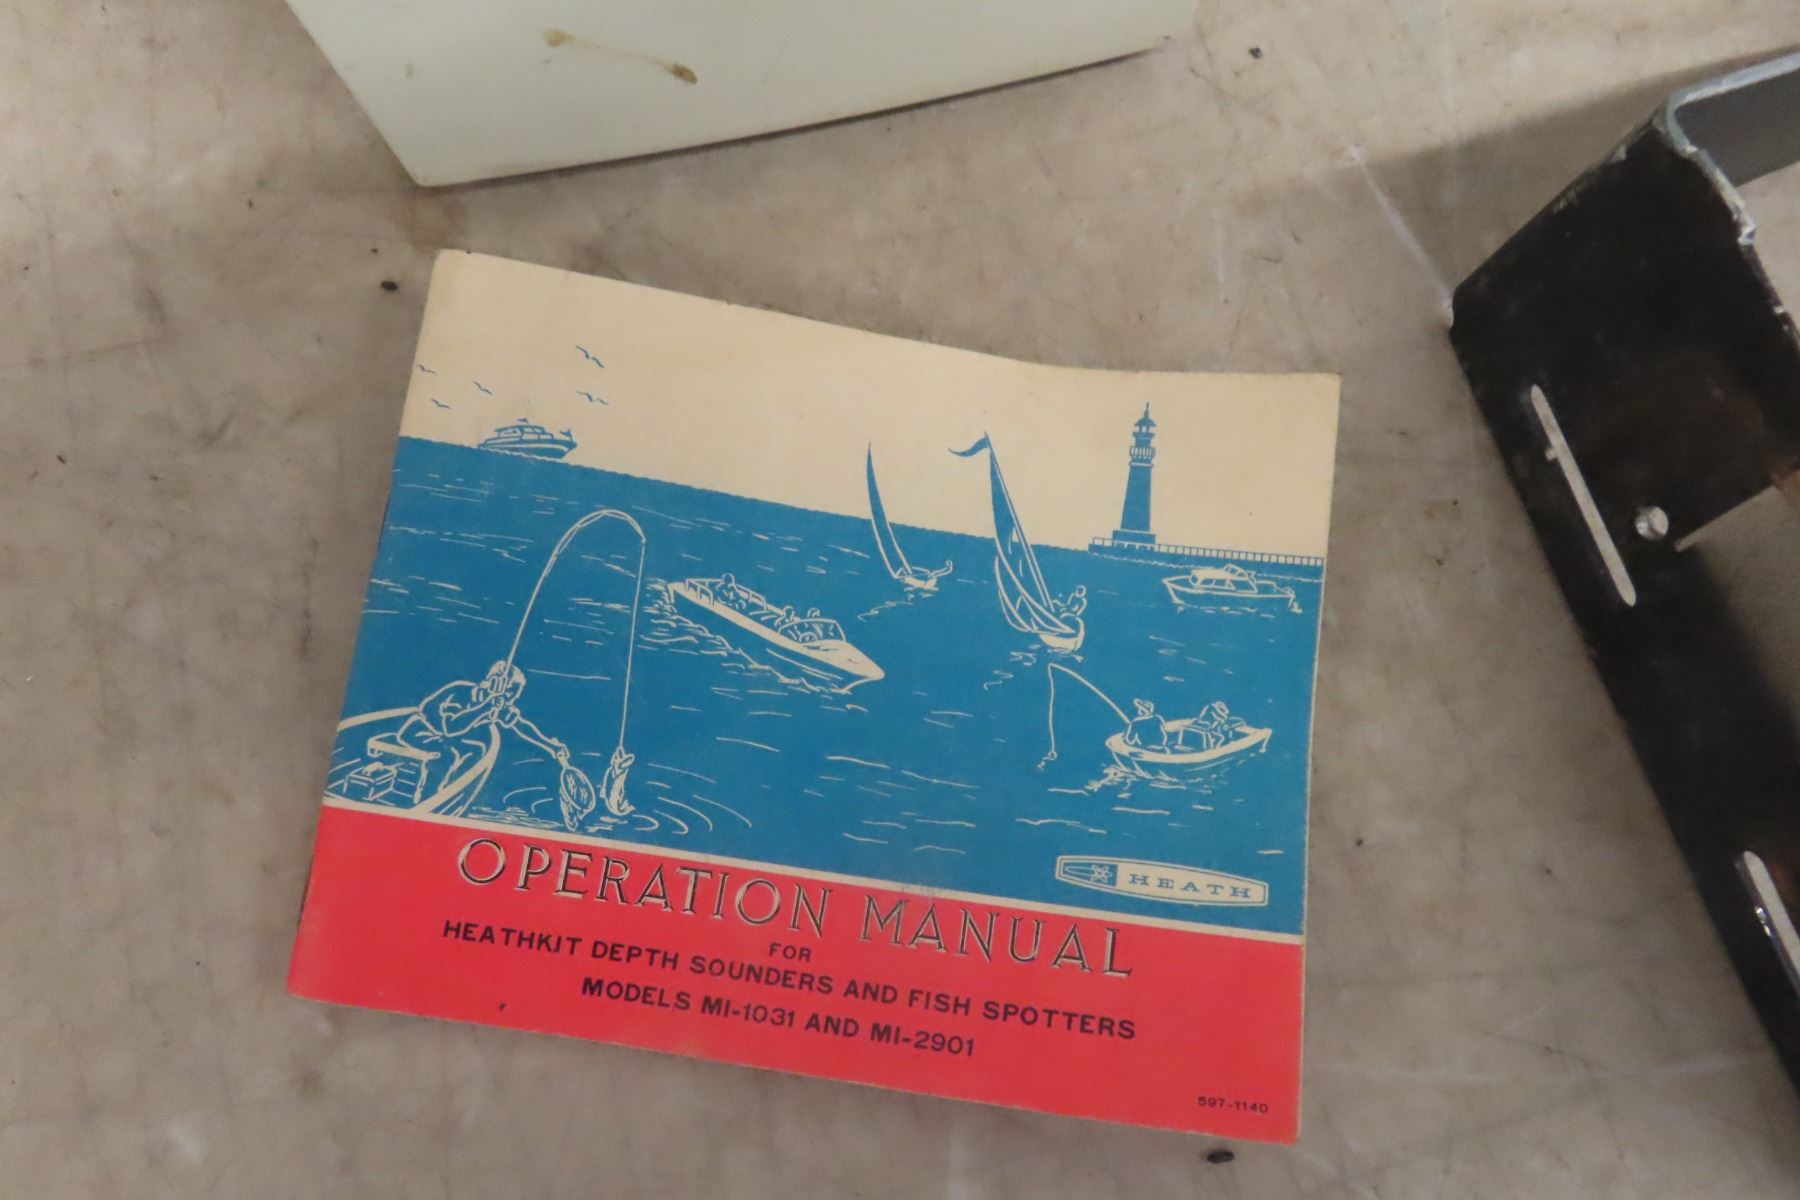 HEATH
OPERATION MANUAL
FOR
HEATHKIT DEPTH SOUNDERS AND FISH SPOTTERS
MODELS MI-1031 AND MI-2901
597-1140